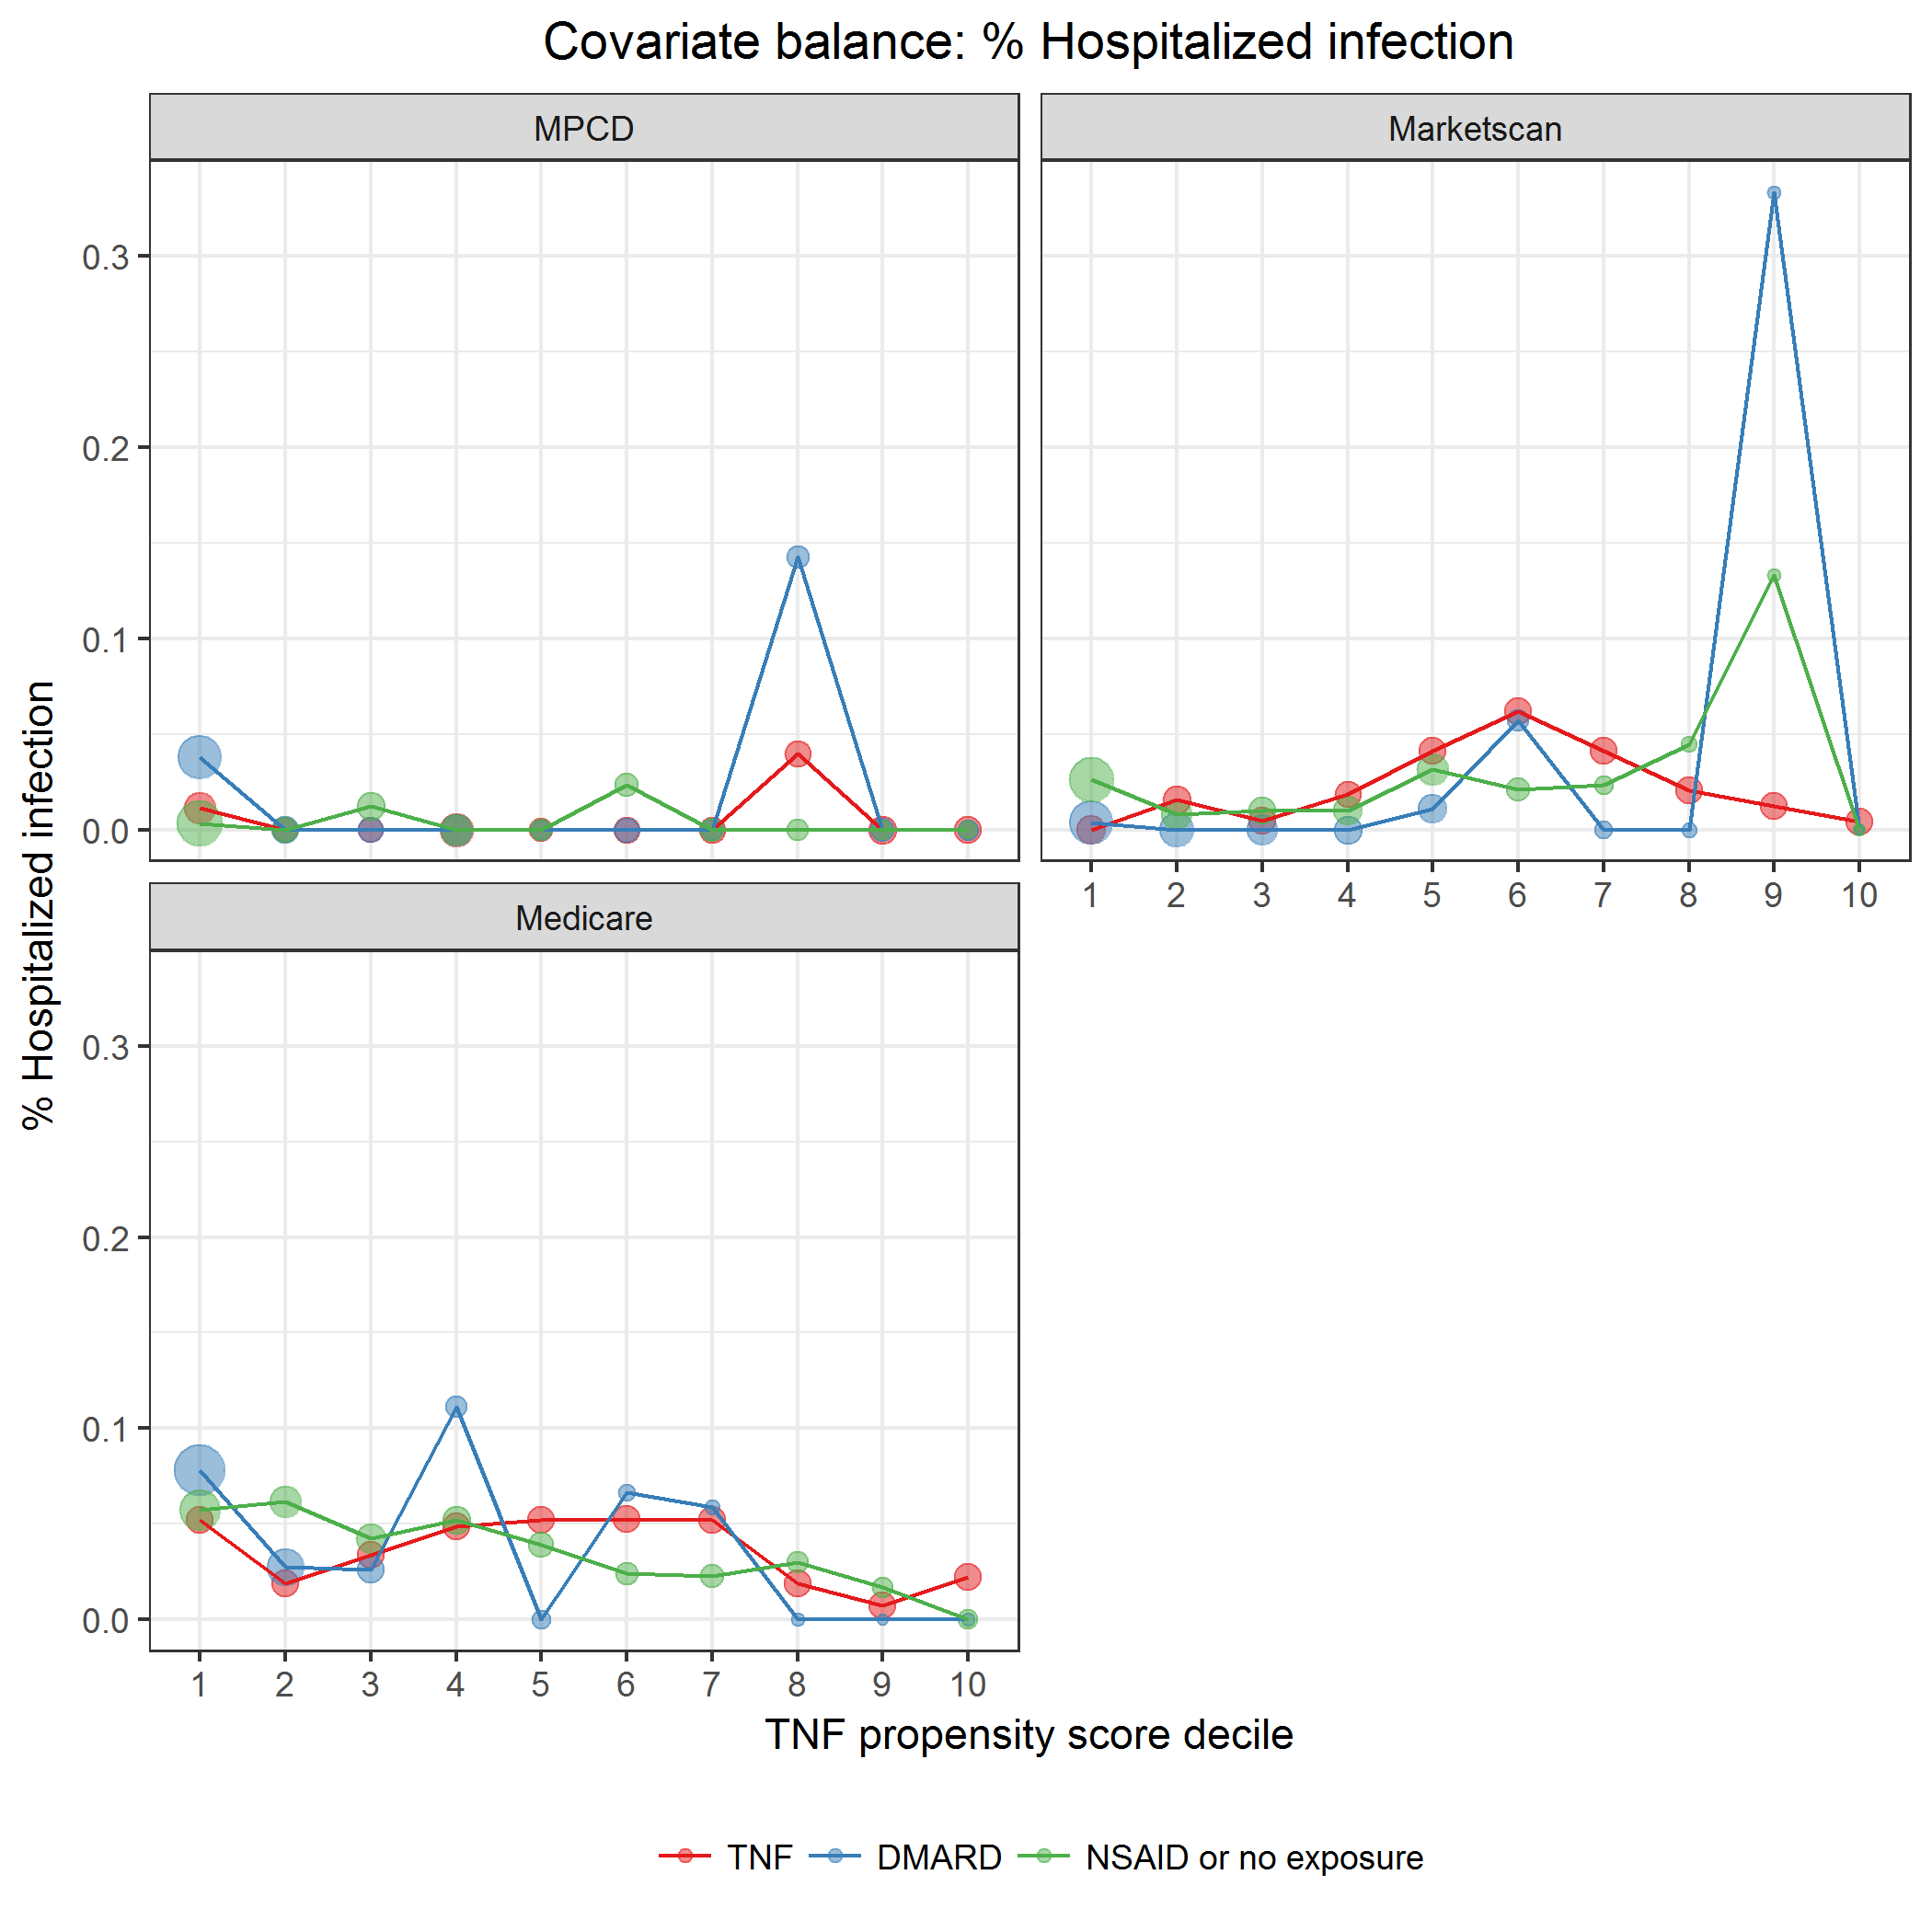 Covariate balance: % Hospitalized infection
MPCD
Marketscan
0.3
0.2
0.1
0.0
1 2 3 4 5 6 7 8 9 10
Medicare
0.3
0.2
0.1
0.0
1 2 3 4 5 6 7 8 9 10
% Hospitalized infection
TNF propensity score decile
TNF DMARD NSAID or no exposure